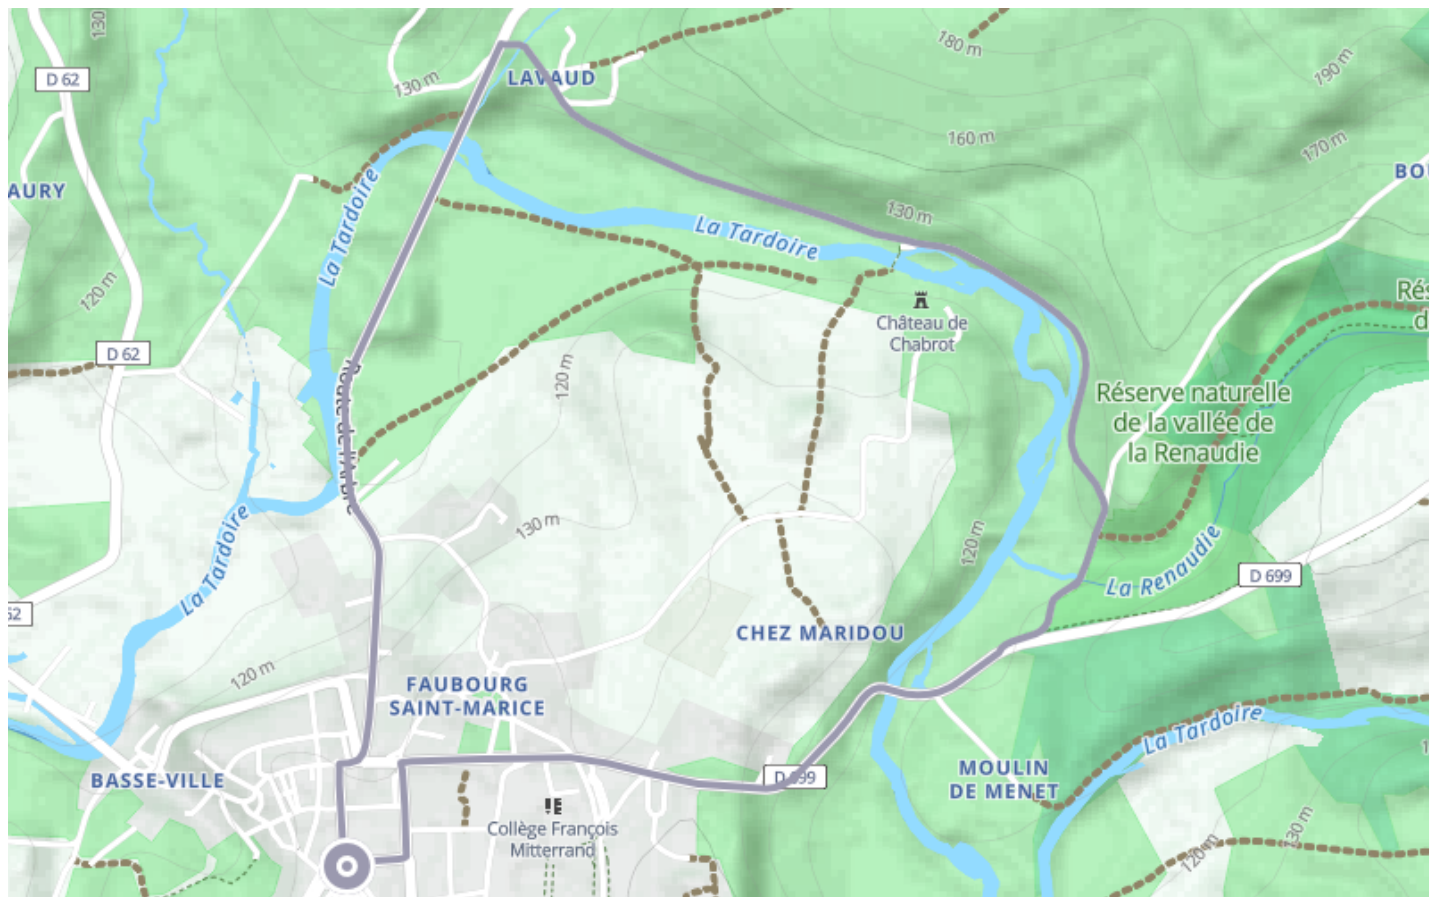 130 m
180 m
D 62
130 m
LAVAUD
190 m
160 m
170 m
AURY
La Tardoire
BOU
130 m
La Tardoire
120 m
Rés
d
Château de
Chabrot
D 62
120 m
Réserve naturelle
de la vallée de
la Renaudie
Route de l'Arbre
La Tardoire
130 m
120 m
La Renaudie
D 699
62
CHEZ MARIDOU
120 m
FAUBOURG
SAINT-MARICE
La Tardoire
BASSE-VILLE
D 699
MOULIN
DE MENET
Collège François
Mitterrand
120 m
130 m